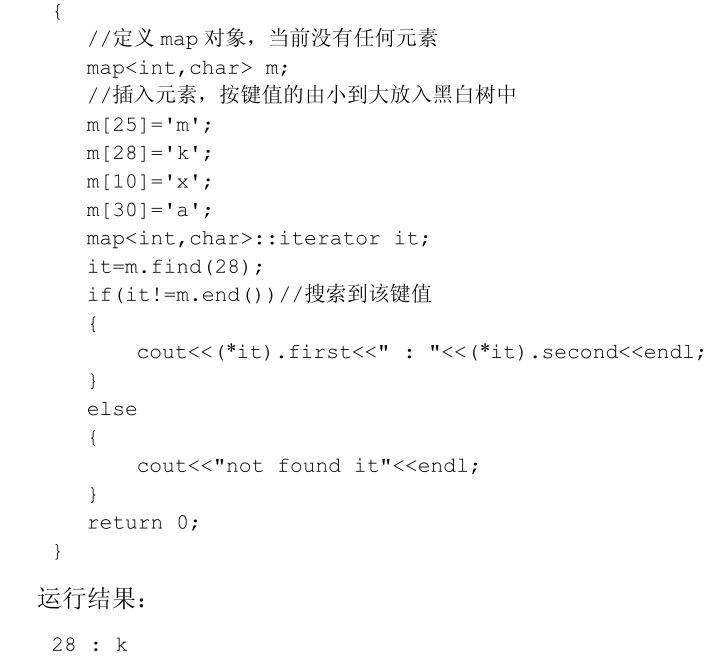 {
//定义 map 对象，当前没有任何元素
map<int,char> m;
//插入元素，按键值的由小到大放入黑白树中
m[25]='m';
m[28]='k';
m[10]='x';
m[30]='a';
map<int,char>::iterator it;
it=m.find(28);
if(it!=m.end())//搜索到该键值
{
cout<<(*it).first<<" : "<<(*it).second<<endl;
}
else
{
cout<<"not found it"<<endl;
}
return 0;
}
运行结果：
28 : k